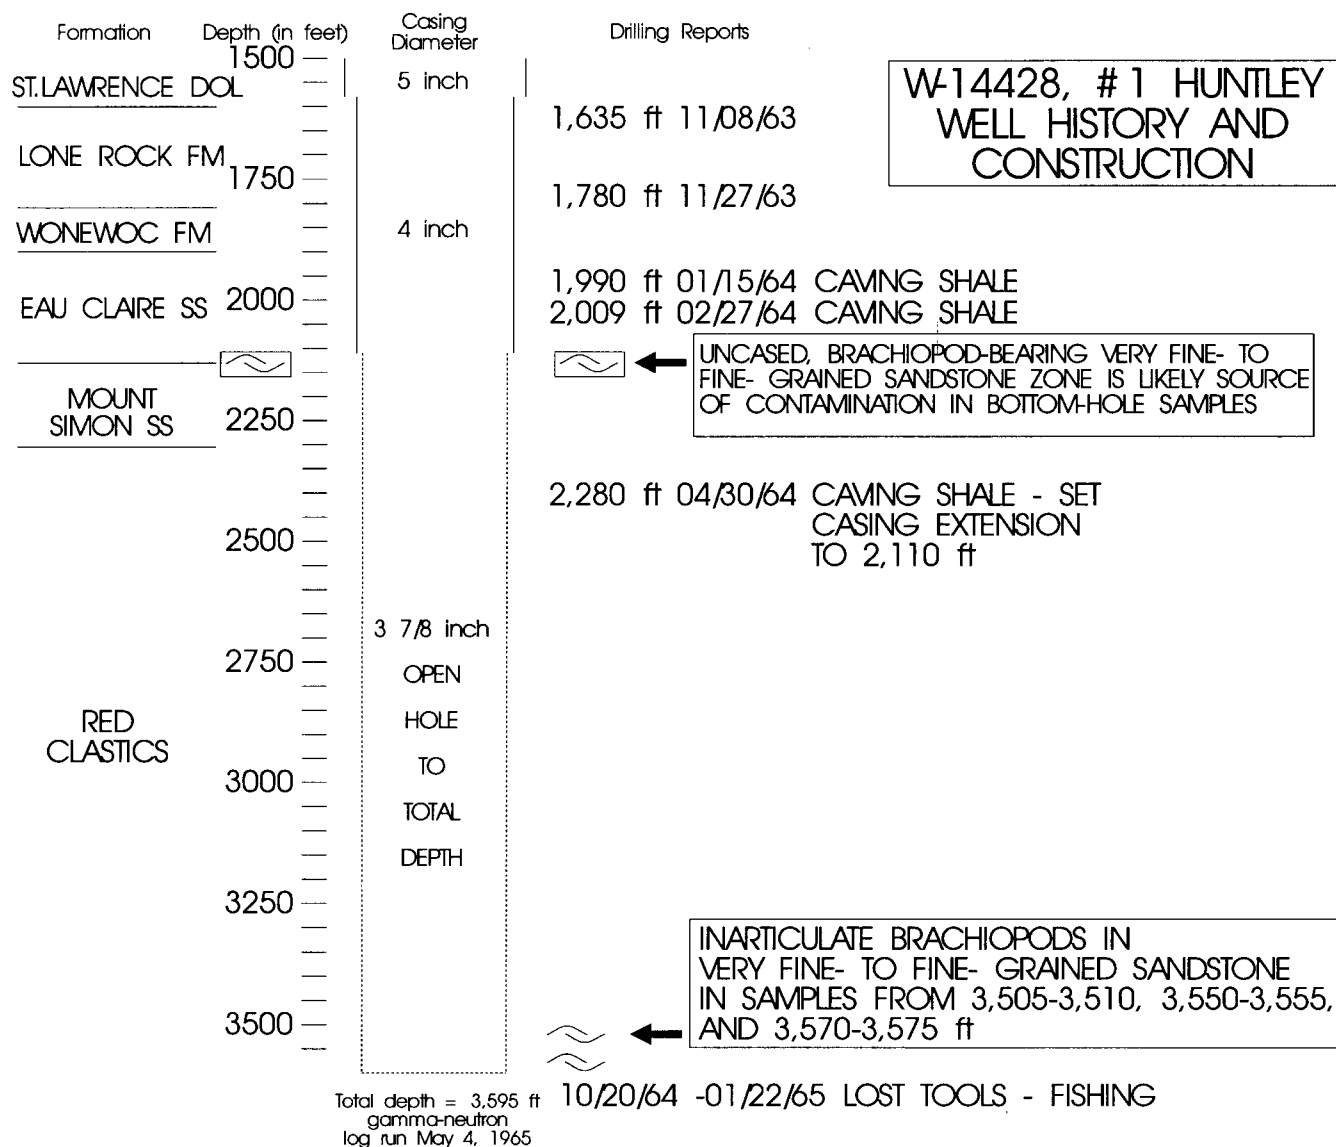 Formation
Depth (in feet)
Casing
Diameter
Drilling Reports
W-14428, # 1 HUNTLEY
WELL HISTORY AND
CONSTRUCTION
1500
ST.LAWRENCE DOL
5 inch
1,635 ft 11/08/63
LONE ROCK FM
1750
1,780 ft 11/27/63
WONEWOC FM
4 inch
1,990 ft 01/15/64 CAVING SHALE
EAU CLAIRE SS
2000
2,009 ft 02/27/64 CAVING SHALE
UNCASED, BRACHIOPOD-BEARING VERY FINE- TO
FINE- GRAINED SANDSTONE ZONE IS LIKELY SOURCE
OF CONTAMINATION IN BOTTOM-HOLE SAMPLES
MOUNT
SIMON SS
2250
2,280 ft 04/30/64 CAVING SHALE - SET
CASING EXTENSION
TO 2,110 ft
2500
3 7/8 inch
OPEN
HOLE
TO
TOTAL
DEPTH
2750
RED
CLASTICS
3000
3250
INARTICULATE BRACHIOPODS IN
VERY FINE- TO FINE- GRAINED SANDSTONE
IN SAMPLES FROM 3,505-3,510, 3,550-3,555,
AND 3,570-3,575 ft
3500
Total depth = 3,595 ft
gamma-neutron
log run May 4, 1965
10/20/64 -01/22/65 LOST TOOLS - FISHING